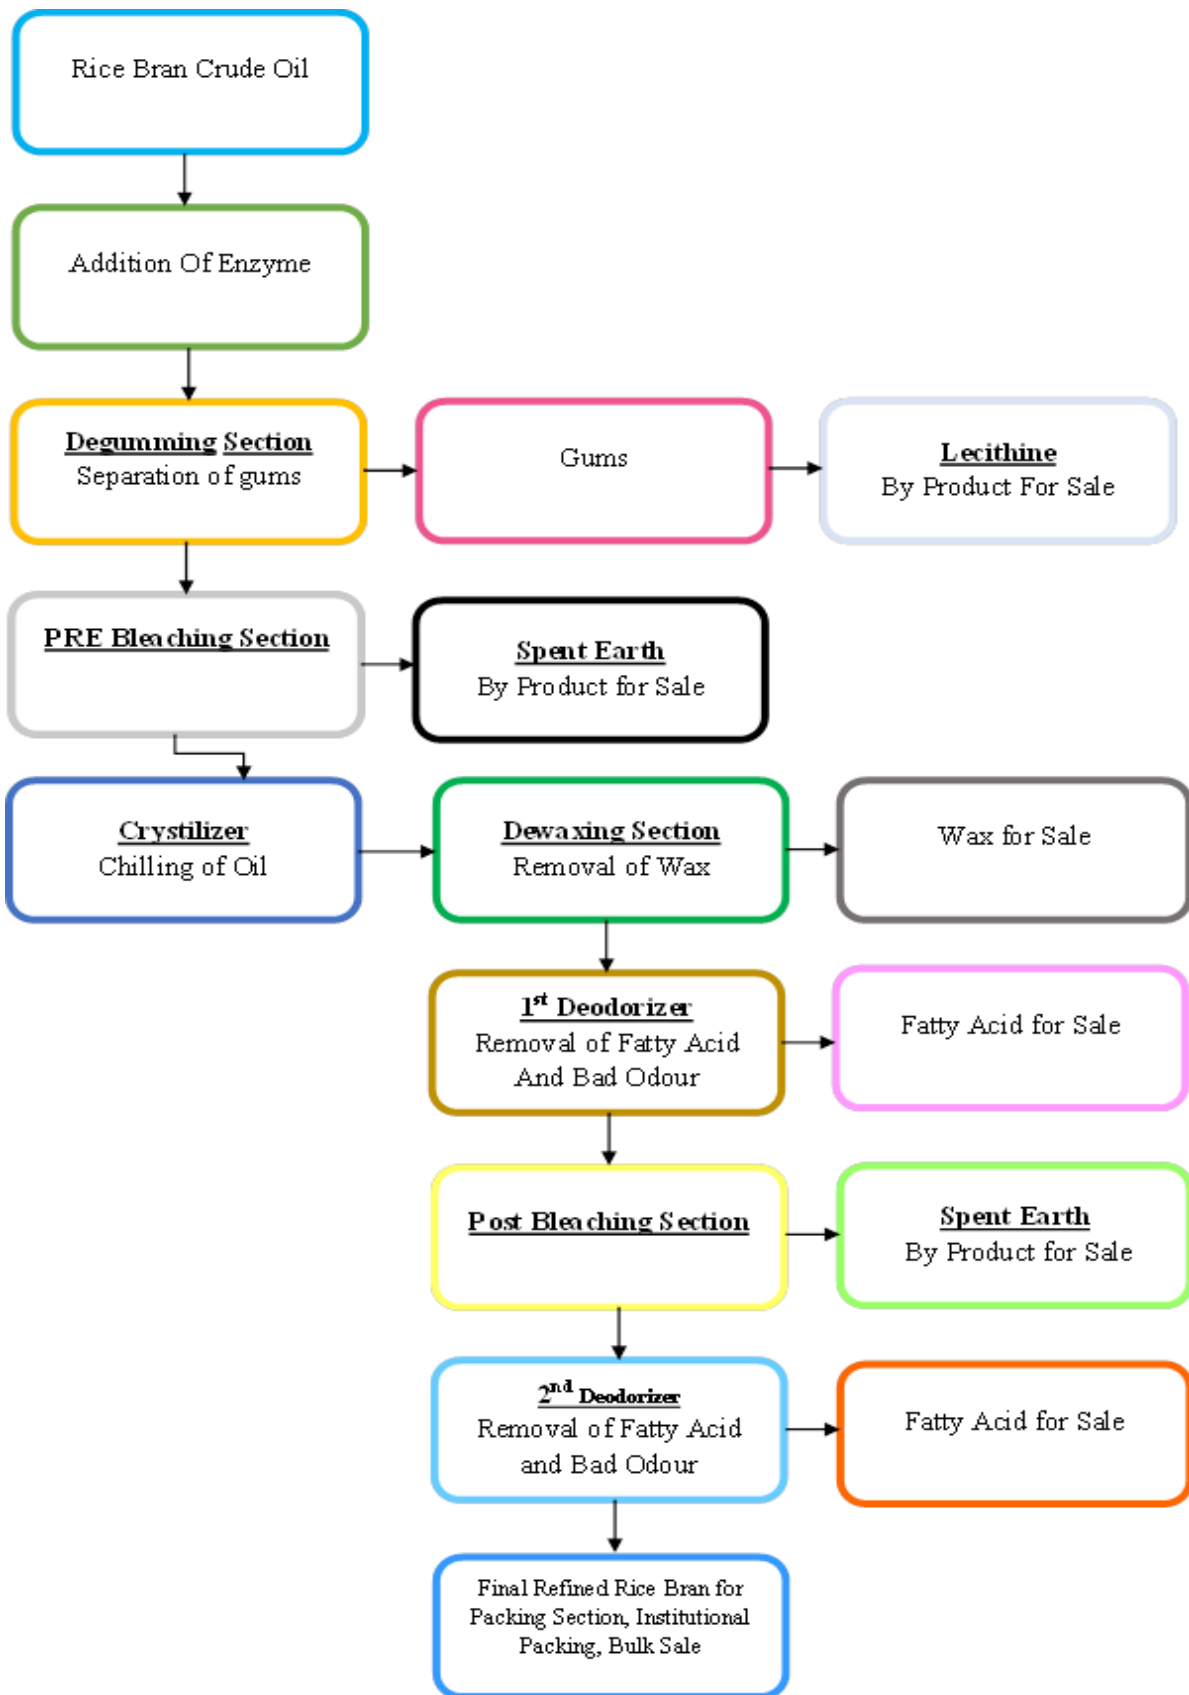 Rice Bran Crude Oil
Addition Of Enzyme
Degumming Section
Separation of gums
Gums
Lecithine
By Product For Sale
PRE Bleaching Section
Spent Earth
By Product for Sale
Crystilizer
Chilling of Oil
Dewaxing Section
Removal of Wax
Wax for Sale
1st Deodorizer
Removal of Fatty Acid
And Bad Odour
Fatty Acid for Sale
Post Bleaching Section
Spent Earth
By Product for Sale
2nd Deodorizer
Removal of Fatty Acid
and Bad Odour
Fatty Acid for Sale
Final Refined Rice Bran for
Packing Section, Institutional
Packing, Bulk Sale